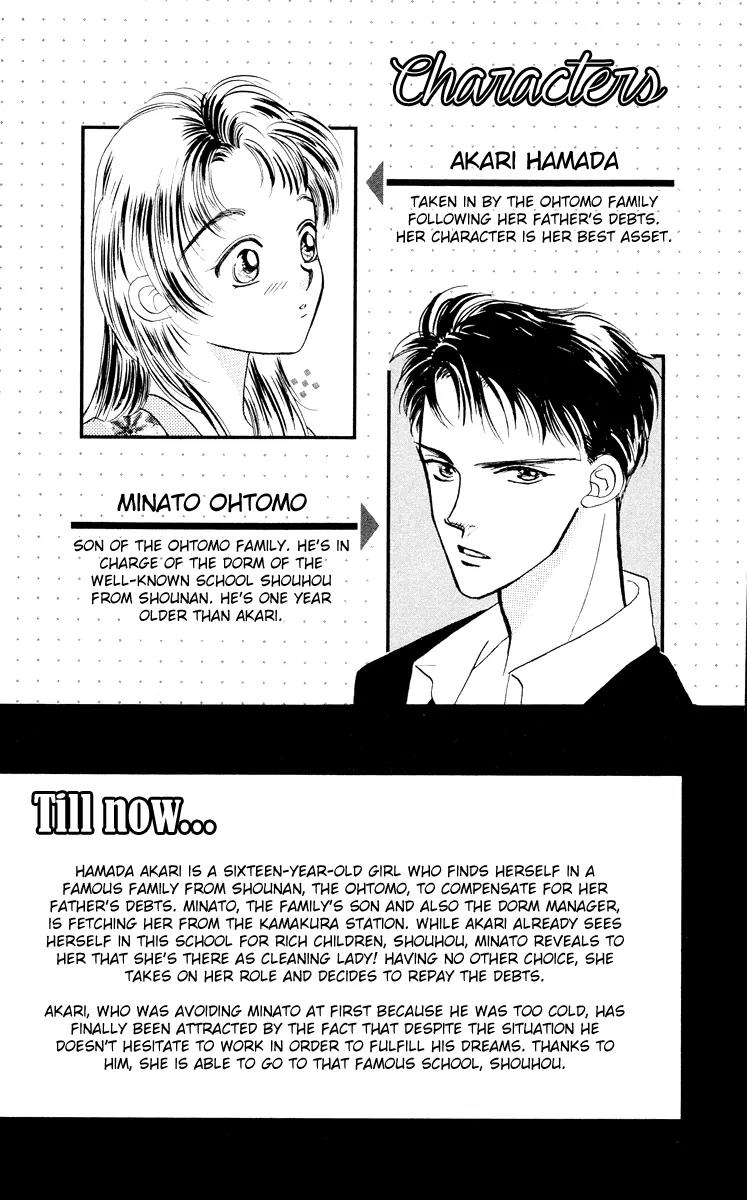 Characters
AKARI HAMADA
TAKEN IN BY THE OHTOMO FAMILY
FOLLOWING HER FATHER'S DEBTS.
HER CHARACTER IS HER BEST ASSET.
MINATO OHTOMO
SON OF THE OHTOMO FAMILY. HE'S IN
CHARGE OF THE DORM OF THE
WELL-KNOWN SCHOOL SHOUHOU
FROM SHOUNAN. HE'S ONE YEAR
OLDER THAN AKARI.
Till now...
HAMADA AKARI IS A SIXTEEN-YEAR-OLD GIRL WHO FINDS HERSELF IN A
FAMOUS FAMILY FROM SHOUNAN, THE OHTOMO, TO COMPENSATE FOR HER
FATHER'S DEBTS. MINATO, THE FAMILY'S SON AND ALSO THE DORM MANAGER,
IS FETCHING HER FROM THE KAMAKURA STATION. WHILE AKARI ALREADY SEES
HERSELF IN THIS SCHOOL FOR RICH CHILDREN, SHOUHOU, MINATO REVEALS TO
HER THAT SHE'S THERE AS CLEANING LADY! HAVING NO OTHER CHOICE, SHE
TAKES ON HER ROLE AND DECIDES TO REPAY THE DEBTS.
AKARI, WHO WAS AVOIDING MINATO AT FIRST BECAUSE HE WAS TOO COLD, HAS
FINALLY BEEN ATTRACTED BY THE FACT THAT DESPITE THE SITUATION HE
DOESN'T HESITATE TO WORK IN ORDER TO FULFILL HIS DREAMS. THANKS TO
HIM, SHE IS ABLE TO GO TO THAT FAMOUS SCHOOL, SHOUHOU.